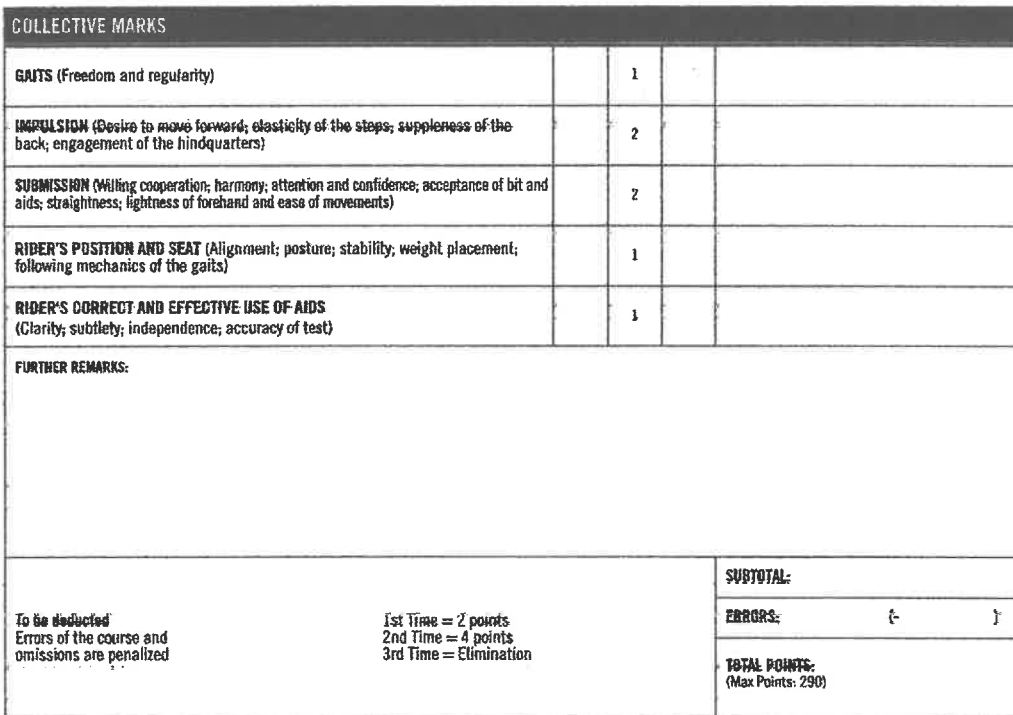 COLLECTIVE MARKS
GAITS (Freedom and regularity) 1
IMPULSION (Desire to move forward; elasticity of the steps; suppleness of the
back; engagement of the hindquarters) 2
SUBMISSION (Willing cooperation; harmony; attention and confidence; acceptance of bit and
aids; straightness; lightness of forehand and ease of movements) 2
RIDER'S POSITION AND SEAT (Alignment; posture; stability; weight placement;
following mechanics of the gaits) 1
RIDER'S CORRECT AND EFFECTIVE USE OF AIDS
(Clarity; subtlety; independence; accuracy of test) 1
FURTHER REMARKS:
SUBTOTAL:
To be deducted
Errors of the course and
omissions are penalized
1st Time = 2 points
2nd Time = 4 points
3rd Time = Elimination
ERRORS: (- )
TOTAL POINTS:
(Max Points: 290)